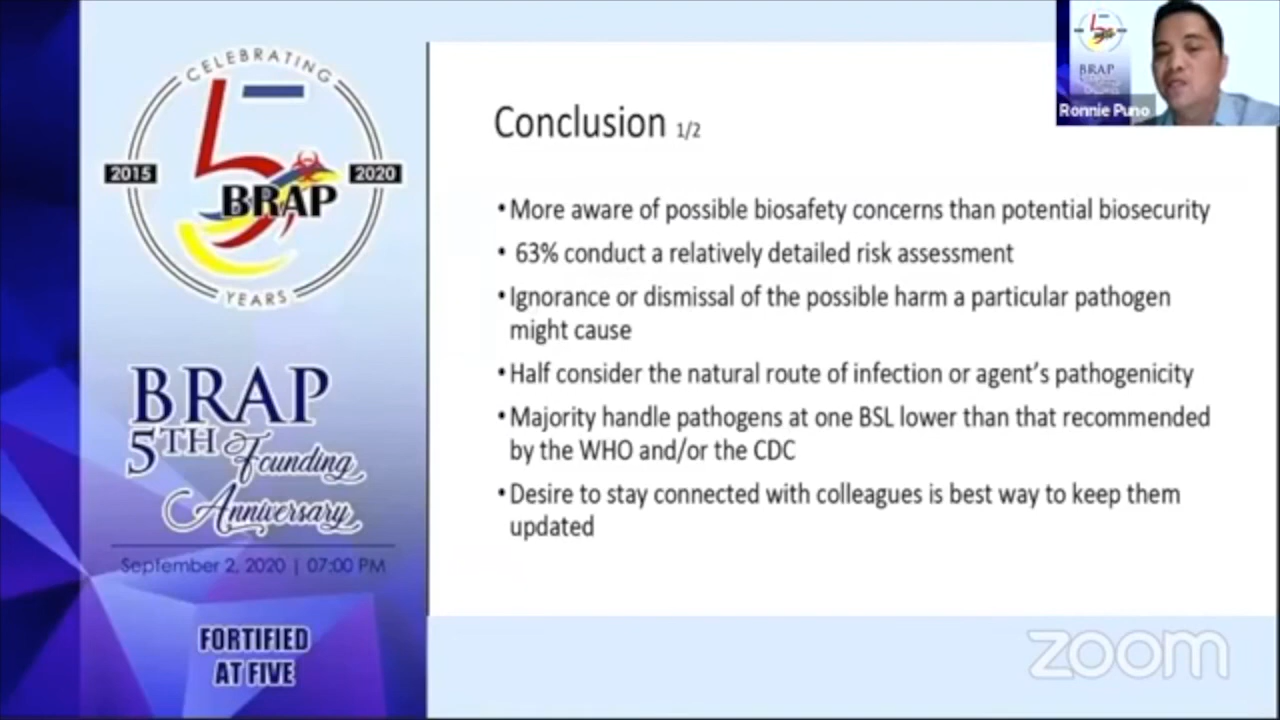 CELEBRATING
5
2015
BRAP
2020
YEARS
BRAP
5TH Founding
Anniversary
September 2, 2020 | 07:00 PM
FORTIFIED
AT FIVE
Conclusion 1/2
•More aware of possible biosafety concerns than potential biosecurity
• 63% conduct a relatively detailed risk assessment
•Ignorance or dismissal of the possible harm a particular pathogen
might cause
•Half consider the natural route of infection or agent's pathogenicity
•Majority handle pathogens at one BSL lower than that recommended
by the WHO and/or the CDC
•Desire to stay connected with colleagues is best way to keep them
updated
BRAP
Ronnie Puno
zoom